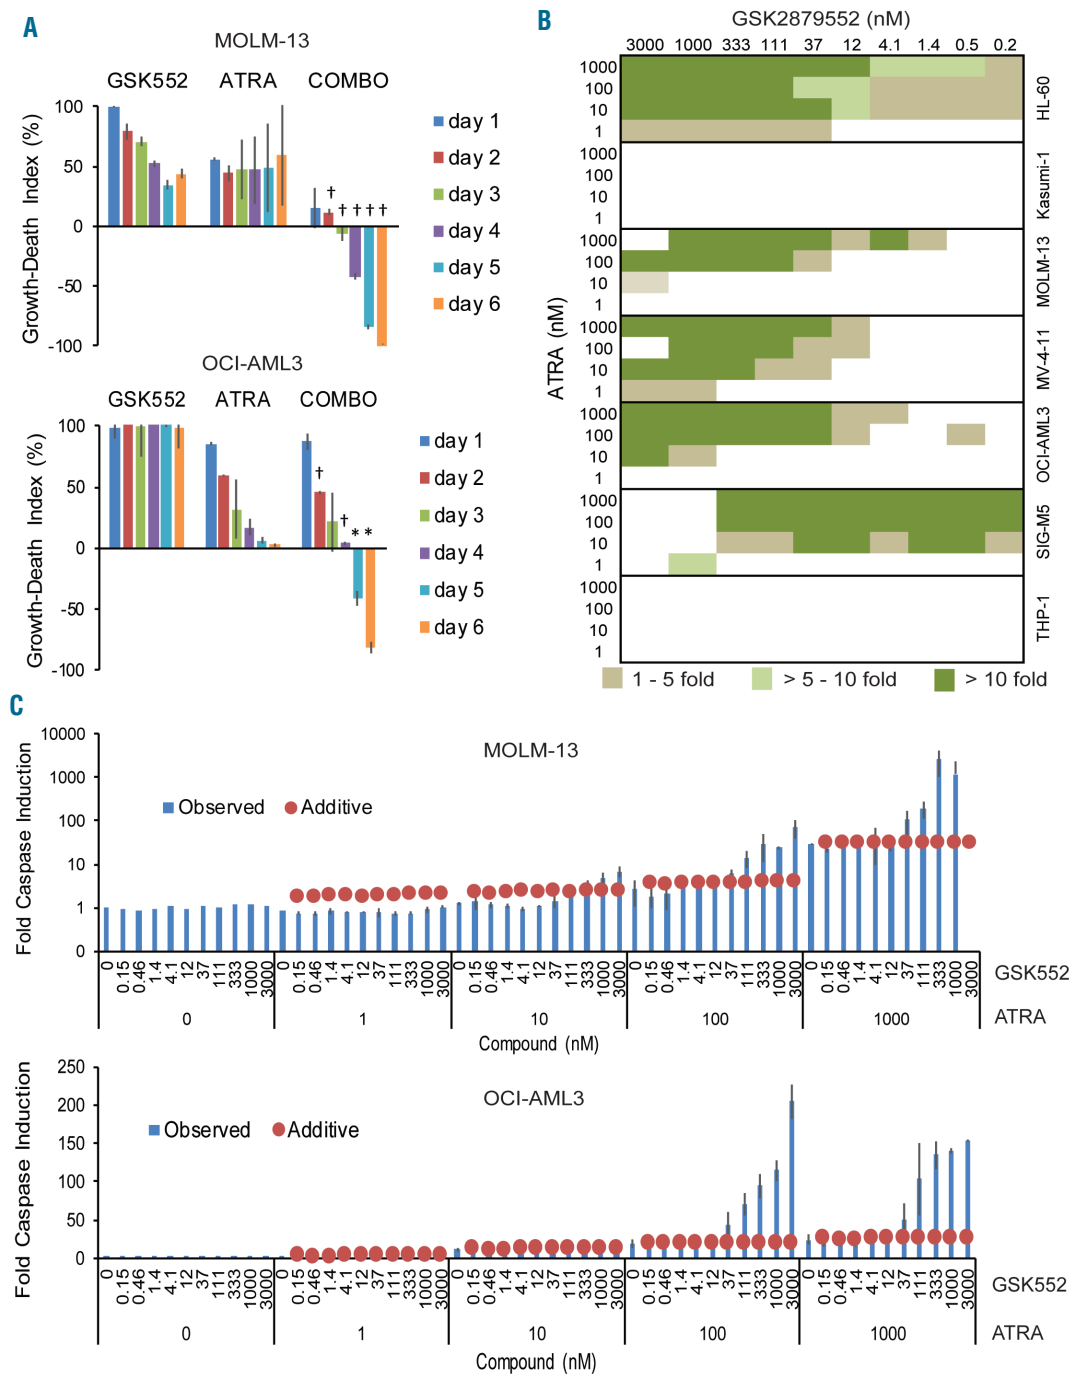 A
MOLM-13
GSK552 ATRA COMBO
Growth-Death Index (%)
100
50
0
-50
-100
† † † † †
day 1
day 2
day 3
day 4
day 5
day 6
OCI-AML3
GSK552 ATRA COMBO
Growth-Death Index (%)
100
50
0
-50
-100
† † * *
day 1
day 2
day 3
day 4
day 5
day 6
B
GSK2879552 (nM)
3000 1000 333 111 37 12 4.1 1.4 0.5 0.2
ATRA (nM)
1000
100
10
1
HL-60
1000
100
10
1
Kasumi-1
1000
100
10
1
MOLM-13
1000
100
10
1
MV-4-11
1000
100
10
1
OCI-AML3
1000
100
10
1
SIG-M5
1000
100
10
1
THP-1
1 - 5 fold > 5 - 10 fold > 10 fold
C
MOLM-13
Fold Caspase Induction
10000
1000
100
10
1
0
Observed Additive
0 0.15 0.46 1.4 4.1 12 37 111 333 1000 3000 0 0.15 0.46 1.4 4.1 12 37 111 333 1000 3000 0 0.15 0.46 1.4 4.1 12 37 111 333 1000 3000 0 0.15 0.46 1.4 4.1 12 37 111 333 1000 3000 0 0.15 0.46 1.4 4.1 12 37 111 333 1000 3000 GSK552
0 1 10 100 1000 ATRA
Compound (nM)
OCI-AML3
Fold Caspase Induction
250
200
150
100
50
0
Observed Additive
0 0.15 0.46 1.4 4.1 12 37 111 333 1000 3000 0 0.15 0.46 1.4 4.1 12 37 111 333 1000 3000 0 0.15 0.46 1.4 4.1 12 37 111 333 1000 3000 0 0.15 0.46 1.4 4.1 12 37 111 333 1000 3000 0 0.15 0.46 1.4 4.1 12 37 111 333 1000 3000 GSK552
0 1 10 100 1000 ATRA
Compound (nM)